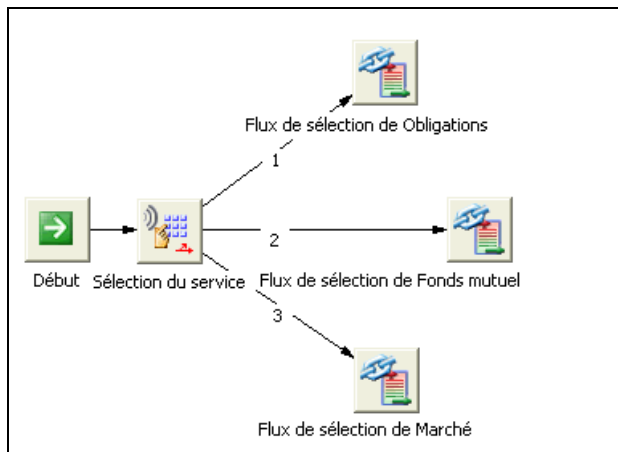 Flux de sélection de Obligations
1
2
Début
Sélection du service
Flux de sélection de Fonds mutuel
3
Flux de sélection de Marché